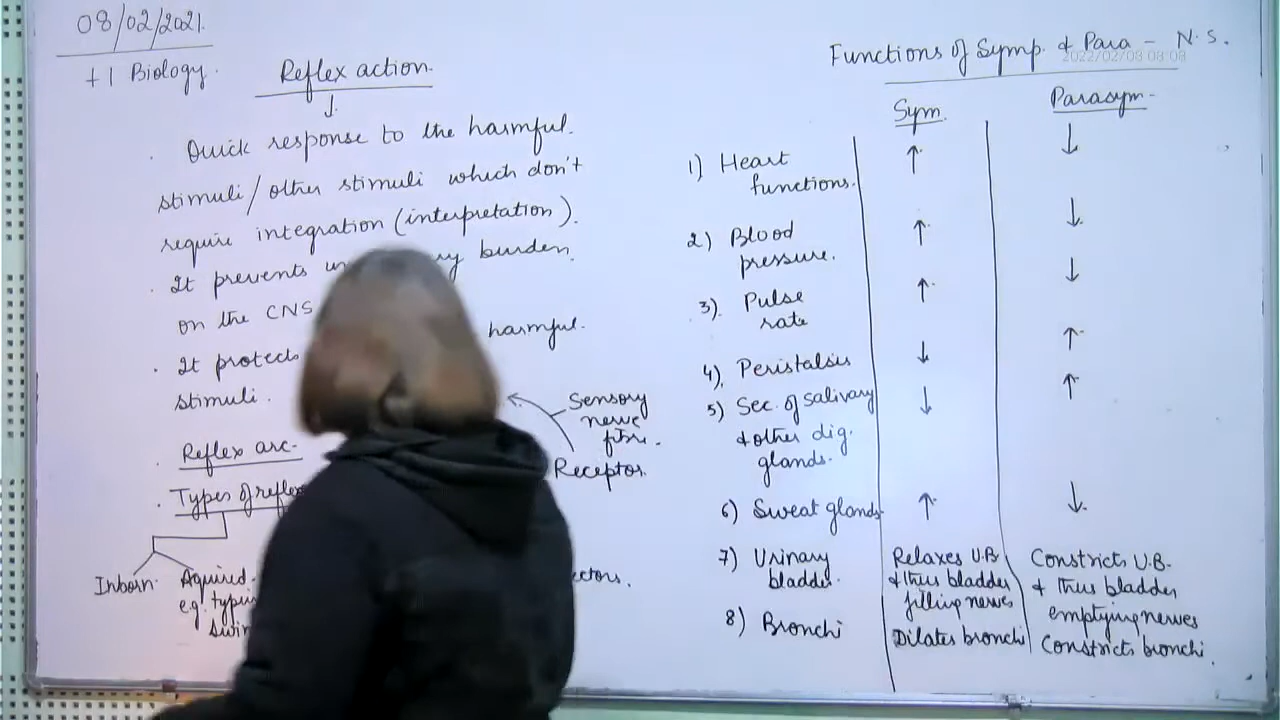 08/02/2021.
+1 Biology.
Reflex action.
Quick response to the harmful.
stimuli/other stimuli which don't
require integration (interpretation).
It prevents burden.
on the CNS
It protects harmful.
stimuli.
Reflex arc-
Types of reflex
Inborn. Aquired.
e.g. typing
Sensory
nerve
fibre.
Receptor.
Functions of Symp. & Para - N.S.
2022/02/08 08:08
Sym. Parasym-
1) Heart ↑ ↓
functions.
2) Blood ↑ ↓
pressure.
3). Pulse ↑ ↓
rate
4) Peristalsis ↓ ↑
5) Sec. of salivary ↓ ↑
& other dig.
glands.
6) Sweat glands ↑ ↓
7) Urinary Relaxes U.B Constricts U.B.
bladder. & thus bladder & thus bladder
filling nerves emptying nerves
8) Bronchi Dilates bronchi Constricts bronchi.